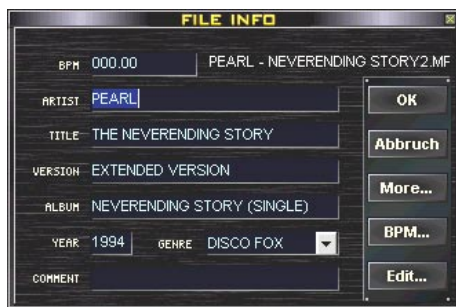 FILE INFO
BPM 000.00 PEARL - NEVERENDING STORY2.MF
ARTIST PEARL OK
TITLE THE NEVERENDING STORY Abbruch
VERSION EXTENDED VERSION
ALBUM NEVERENDING STORY (SINGLE) More...
YEAR 1994 GENRE DISCO FOX BPM...
COMMENT Edit...